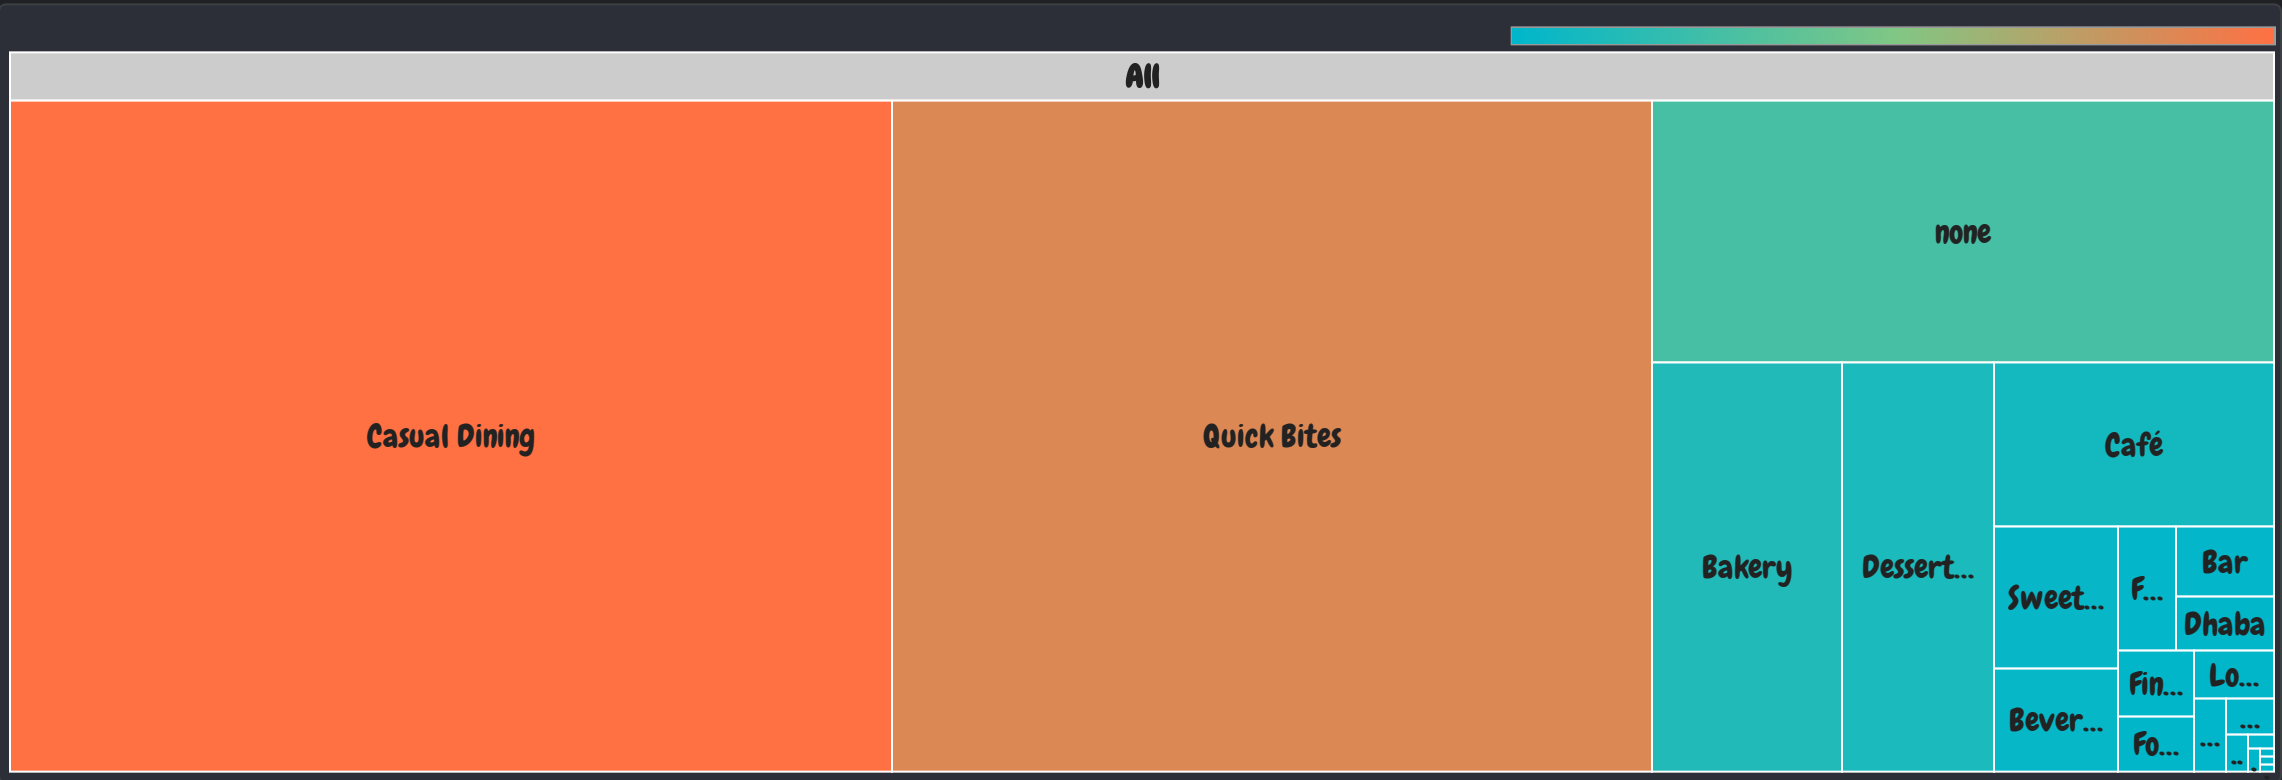 All
Casual Dining
Quick Bites
none
Bakery
Dessert...
Café
Sweet...
F...
Bar
Dhaba
Bever...
Fin...
Lo...
Fo...
...
...
..
.